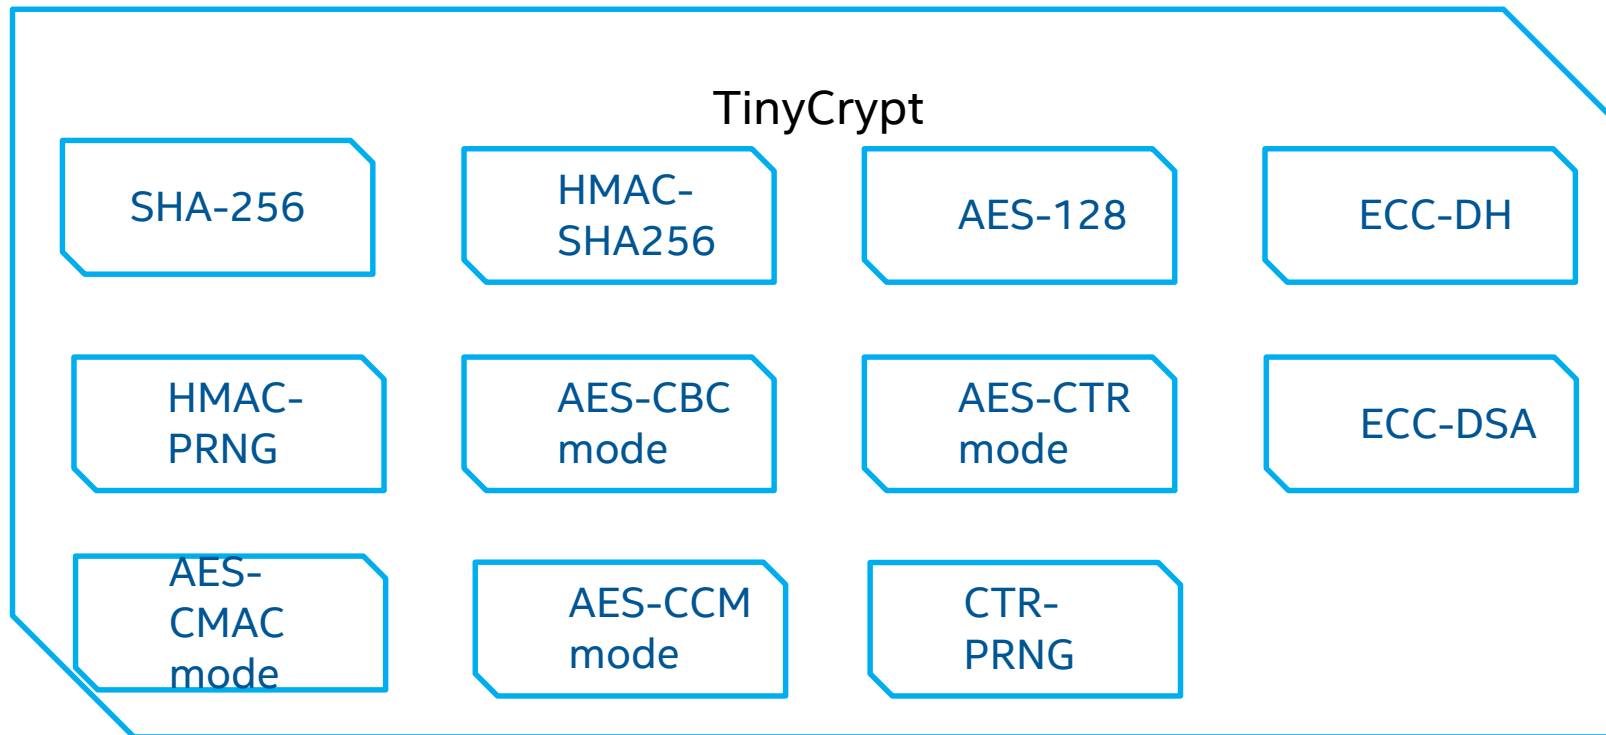 TinyCrypt
SHA-256
HMAC-
SHA256
AES-128
ECC-DH
HMAC-
PRNG
AES-CBC
mode
AES-CTR
mode
ECC-DSA
AES-
CMAC
mode
AES-CCM
mode
CTR-
PRNG